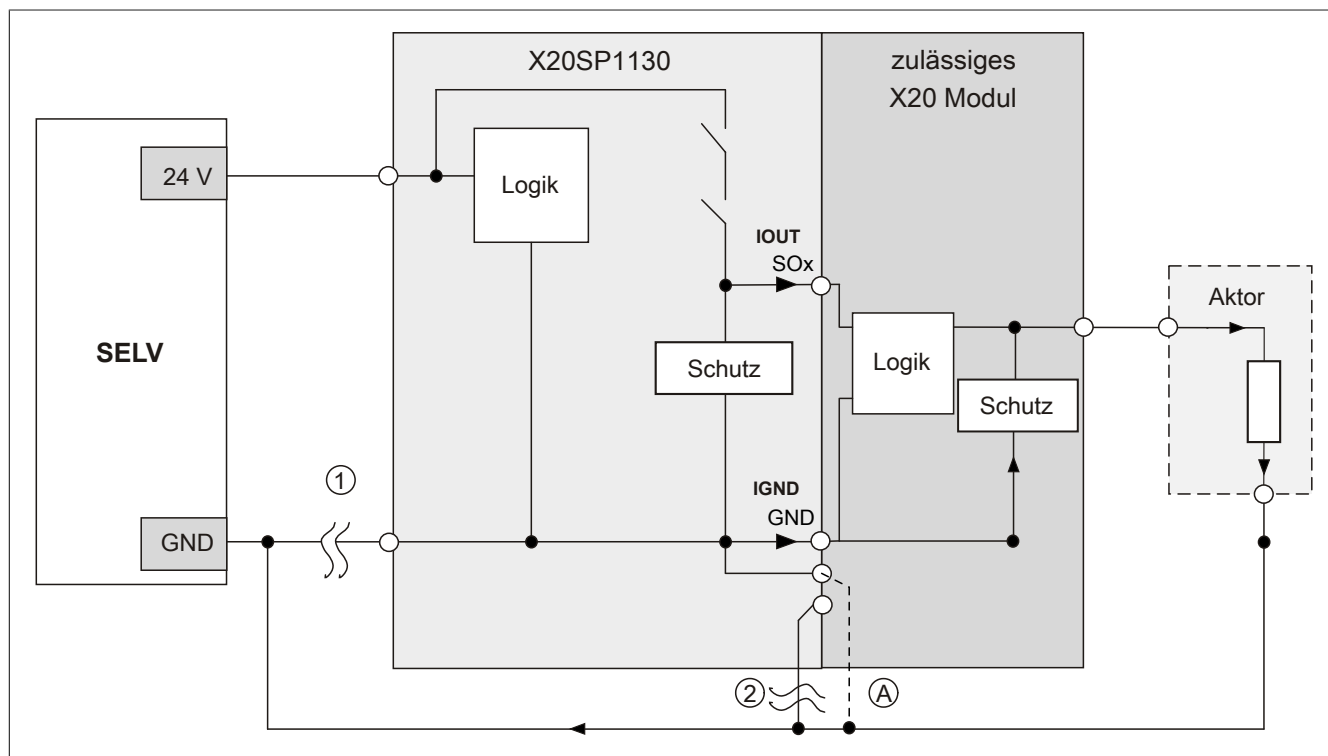 X20SP1130
zulässiges
X20 Modul
24 V
Logik
SELV
IOUT
SOx
Schutz
Logik
Schutz
Aktor
1
IGND
GND
GND
2
A